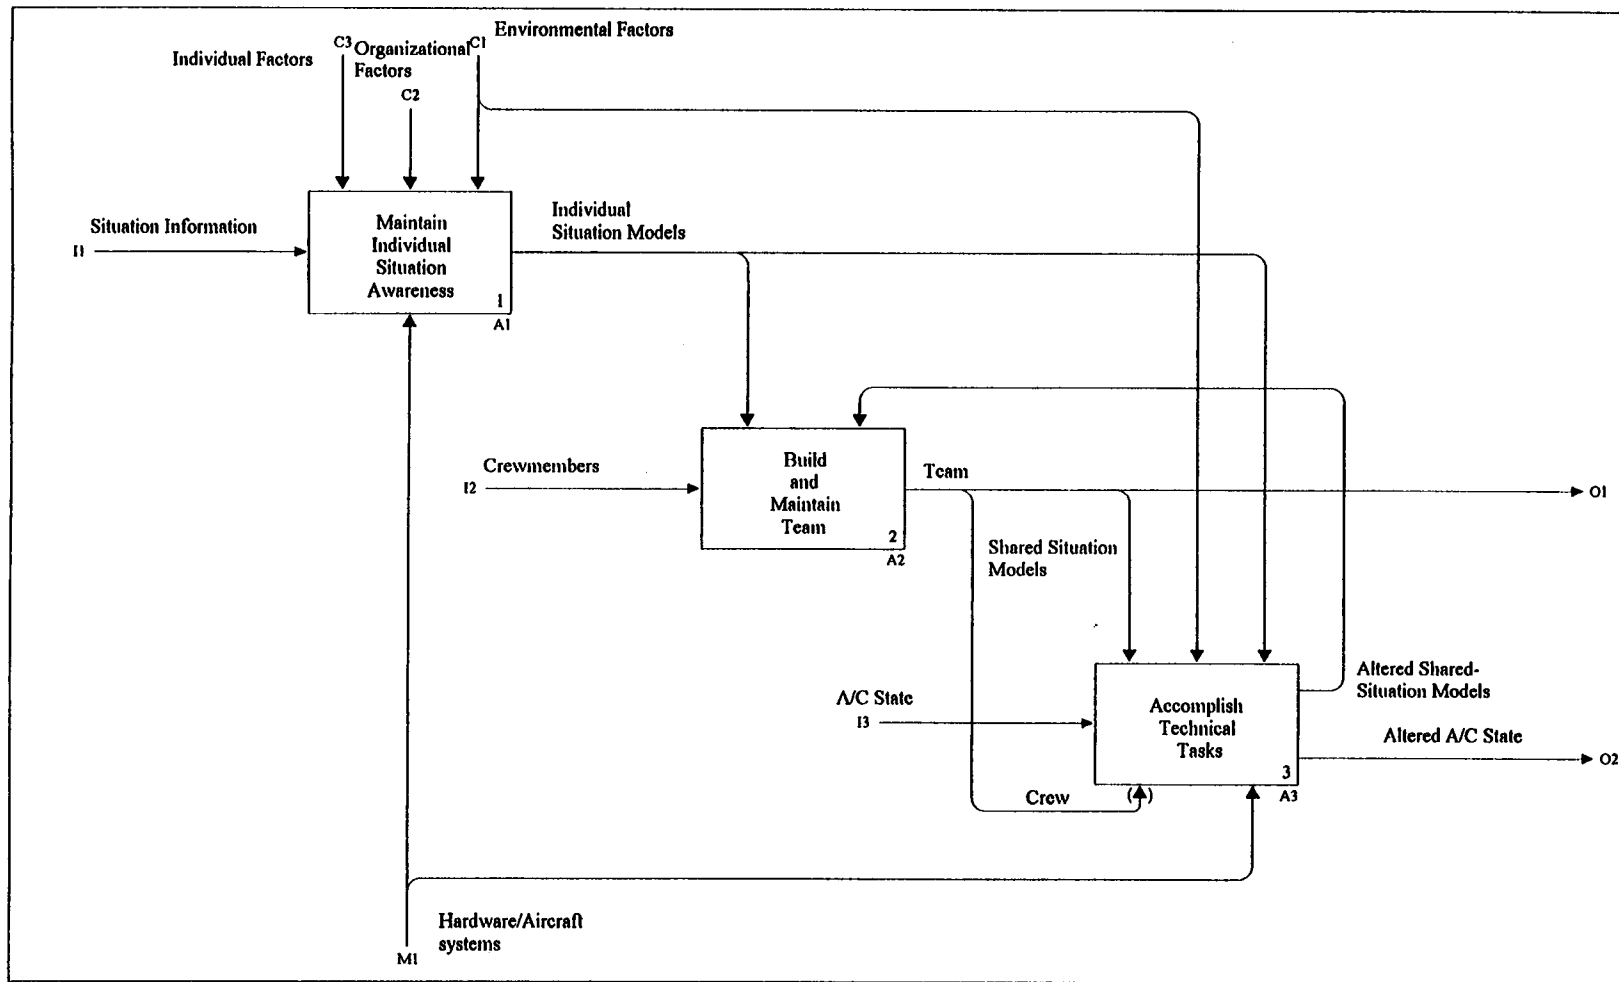 Environmental Factors
C3
Organizational
C1
Individual Factors
Factors
C2
Situation Information
I1
Maintain
Individual
Situation
Awareness
1
A1
Individual
Situation Models
Crewmembers
I2
Build
and
Maintain
Team
2
A2
Team
O1
Shared Situation
Models
A/C State
I3
Accomplish
Technical
Tasks
3
A3
Altered Shared-
Situation Models
Altered A/C State
O2
Crew
( )
Hardware/Aircraft
systems
M1